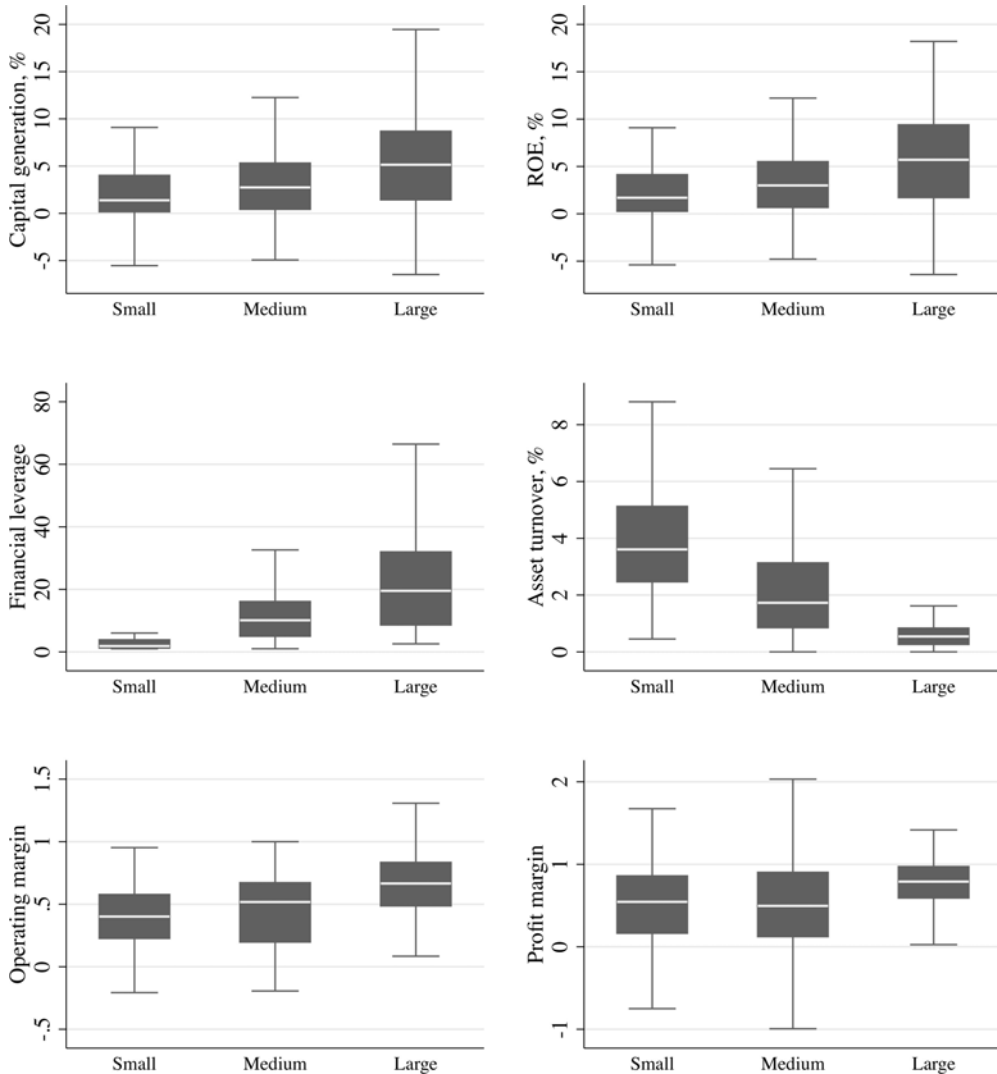 Capital generation, %
20
15
10
5
0
-5
Small Medium Large
ROE, %
20
15
10
5
0
-5
Small Medium Large
Financial leverage
80
60
40
20
0
Small Medium Large
Asset turnover, %
8
6
4
2
0
Small Medium Large
Operating margin
1.5
1
.5
0
-.5
Small Medium Large
Profit margin
2
1
0
-1
Small Medium Large